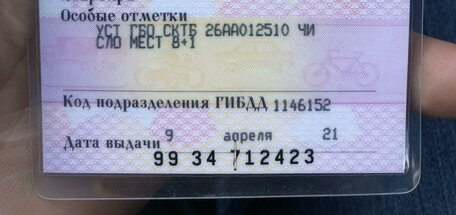 Особые отметки
УСТ ГБО СКТБ 26АА012510 ЧИ
СЛО МЕСТ 8+1
Код подразделения ГИБДД 1146152
Дата выдачи 9 апреля 21
99 34 712423